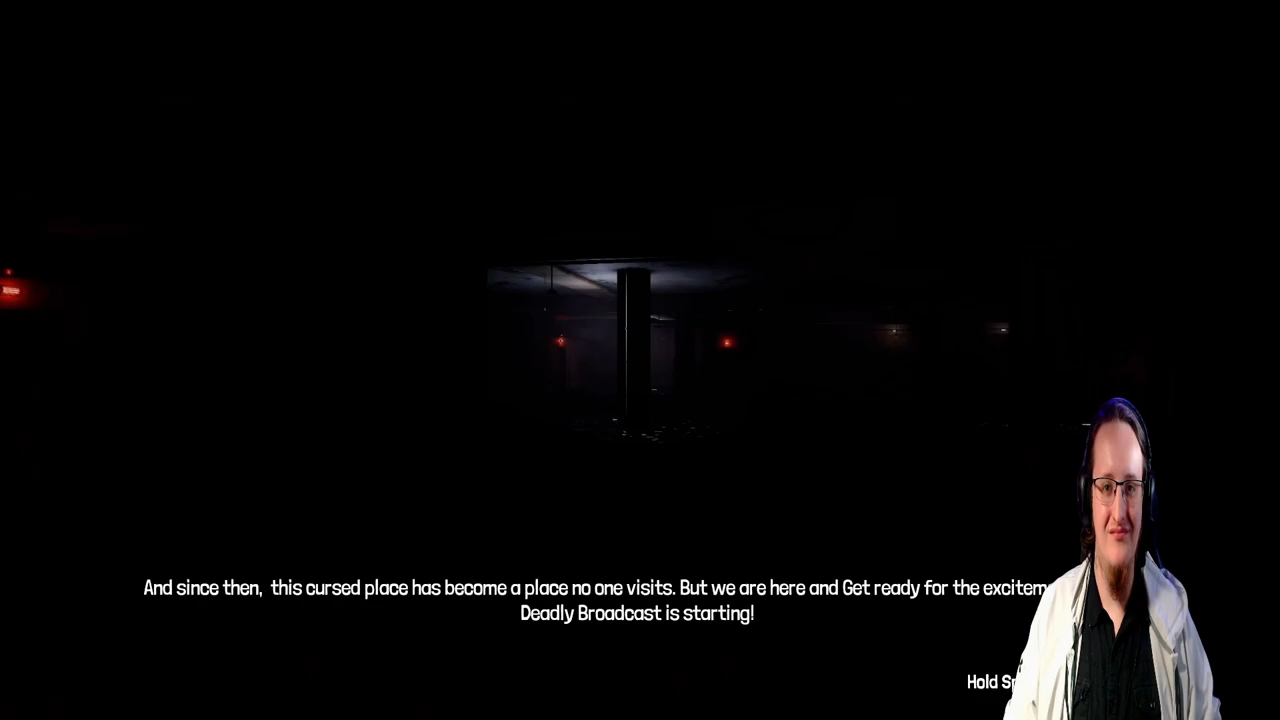 And since then, this cursed place has become a place no one visits. But we are here and Get ready for the
Deadly Broadcast is starting!
Hold